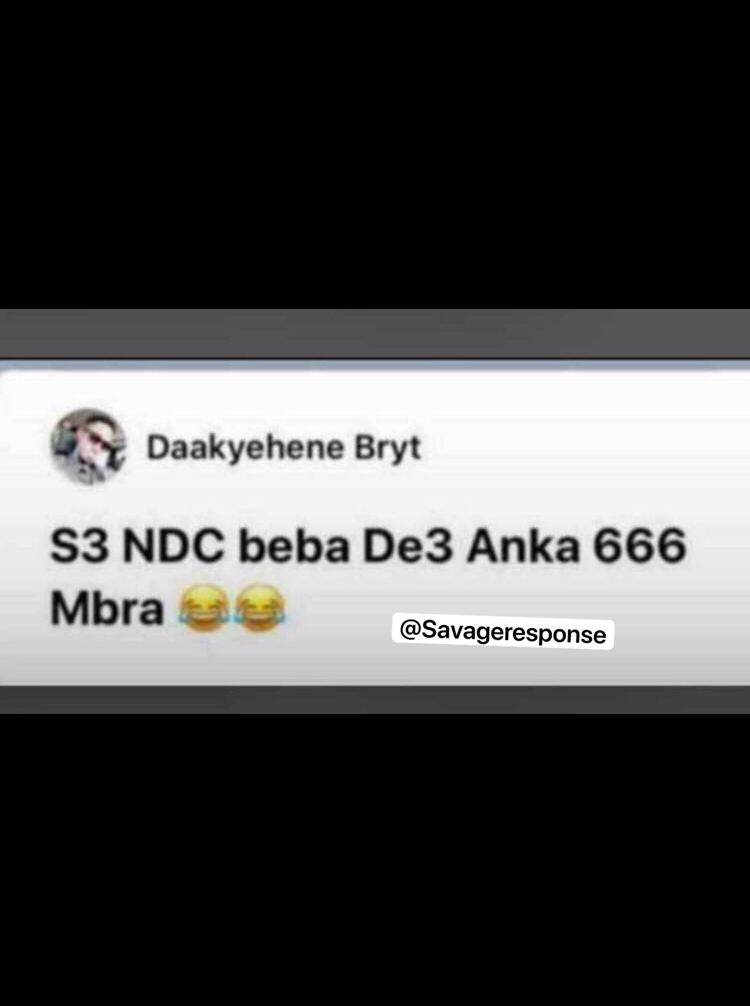 Daakyehene Bryt
S3 NDC beba De3 Anka 666
Mbra 😂😂
@Savageresponse